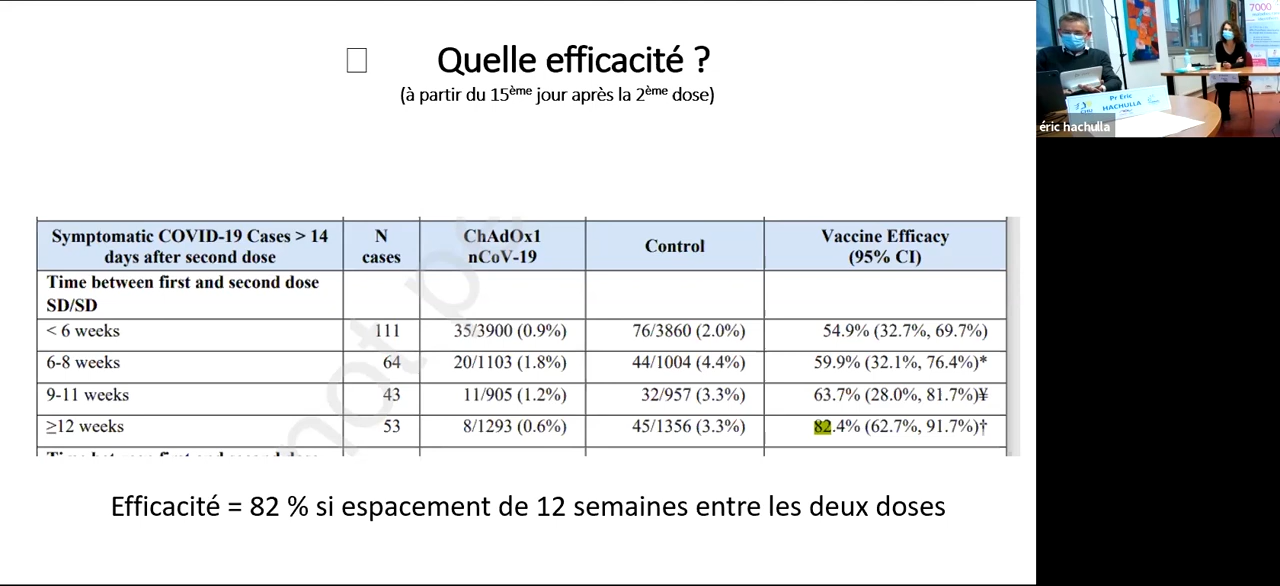 Quelle efficacité ?
(à partir du 15ème jour après la 2ème dose)
Symptomatic COVID-19 Cases > 14 days after second dose N cases ChAdOx1 nCoV-19 Control Vaccine Efficacy (95% CI)
Time between first and second dose SD/SD
< 6 weeks 111 35/3900 (0.9%) 76/3860 (2.0%) 54.9% (32.7%, 69.7%)
6-8 weeks 64 20/1103 (1.8%) 44/1004 (4.4%) 59.9% (32.1%, 76.4%)*
9-11 weeks 43 11/905 (1.2%) 32/957 (3.3%) 63.7% (28.0%, 81.7%)¥
≥12 weeks 53 8/1293 (0.6%) 45/1356 (3.3%) 82.4% (62.7%, 91.7%)†
not
Efficacité = 82 % si espacement de 12 semaines entre les deux doses
7000
Pr Eric
HACHULLA
éric hachulla